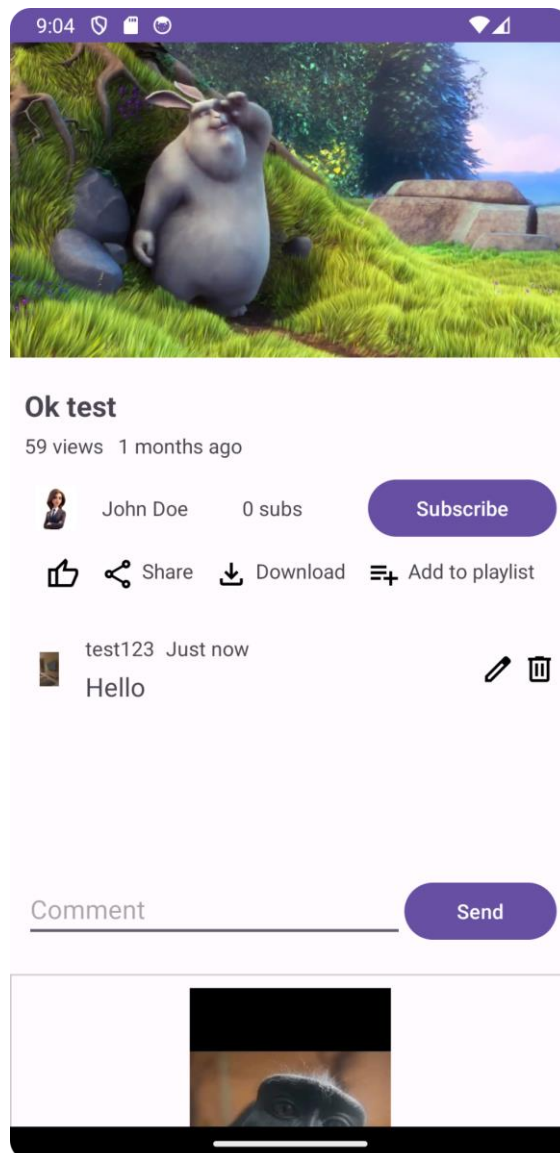 9:04
Ok test
59 views 1 months ago
John Doe 0 subs Subscribe
Share Download Add to playlist
test123 Just now
Hello
Comment Send